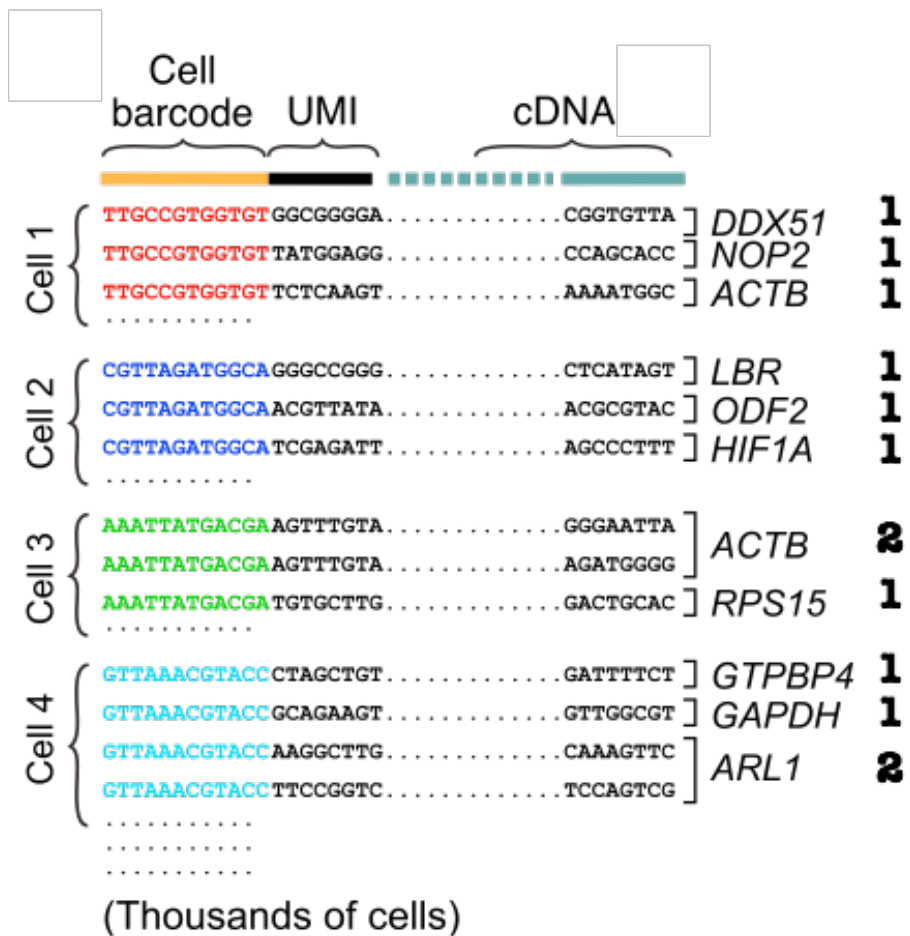 Cell barcode UMI cDNA
Cell 1
TTGCCGTGGTGTGGCGGGGA.............CGGTGTTA DDX51 1
TTGCCGTGGTGTTATGGAGG.............CCAGCACC NOP2 1
TTGCCGTGGTGTTCTCAAGT.............AAAATGGC ACTB 1
...........
Cell 2
CGTTAGATGGCAGGGCCGGG.............CTCATAGT LBR 1
CGTTAGATGGCAACGTTATA.............ACGCGTAC ODF2 1
CGTTAGATGGCATCGAGATT.............AGCCCTTT HIF1A 1
...........
Cell 3
AAATTATGACGAAGTTTGTA.............GGGAATTA ACTB 2
AAATTATGACGAAGTTTGTA.............AGATGGGG
AAATTATGACGATGTGCTTG.............GACTGCAC RPS15 1
...........
Cell 4
GTTAAACGTACCCTAGCTGT.............GATTTTCT GTPBP4 1
GTTAAACGTACCGCAGAAGT.............GTTGGCGT GAPDH 1
GTTAAACGTACCAAGGCTTG.............CAAAGTTC ARL1 2
GTTAAACGTACCTTCCGGTC.............TCCAGTCG
...........
...........
...........
(Thousands of cells)